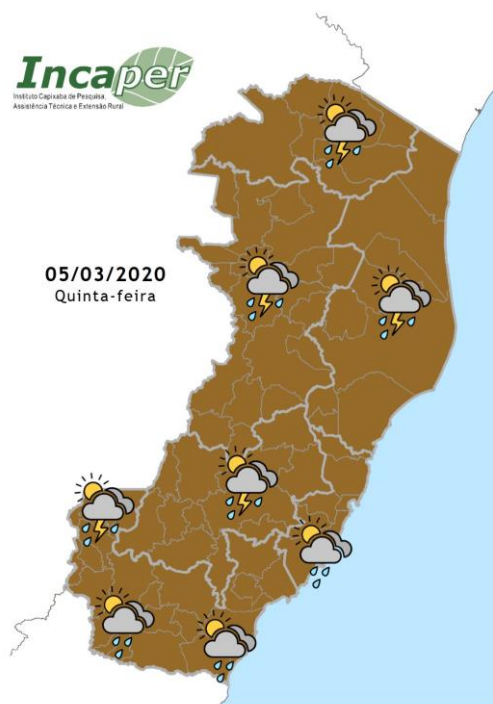 Incaper
Instituto Capixaba de Pesquisa,
Assistência Técnica e Extensão Rural
05/03/2020
Quinta-feira